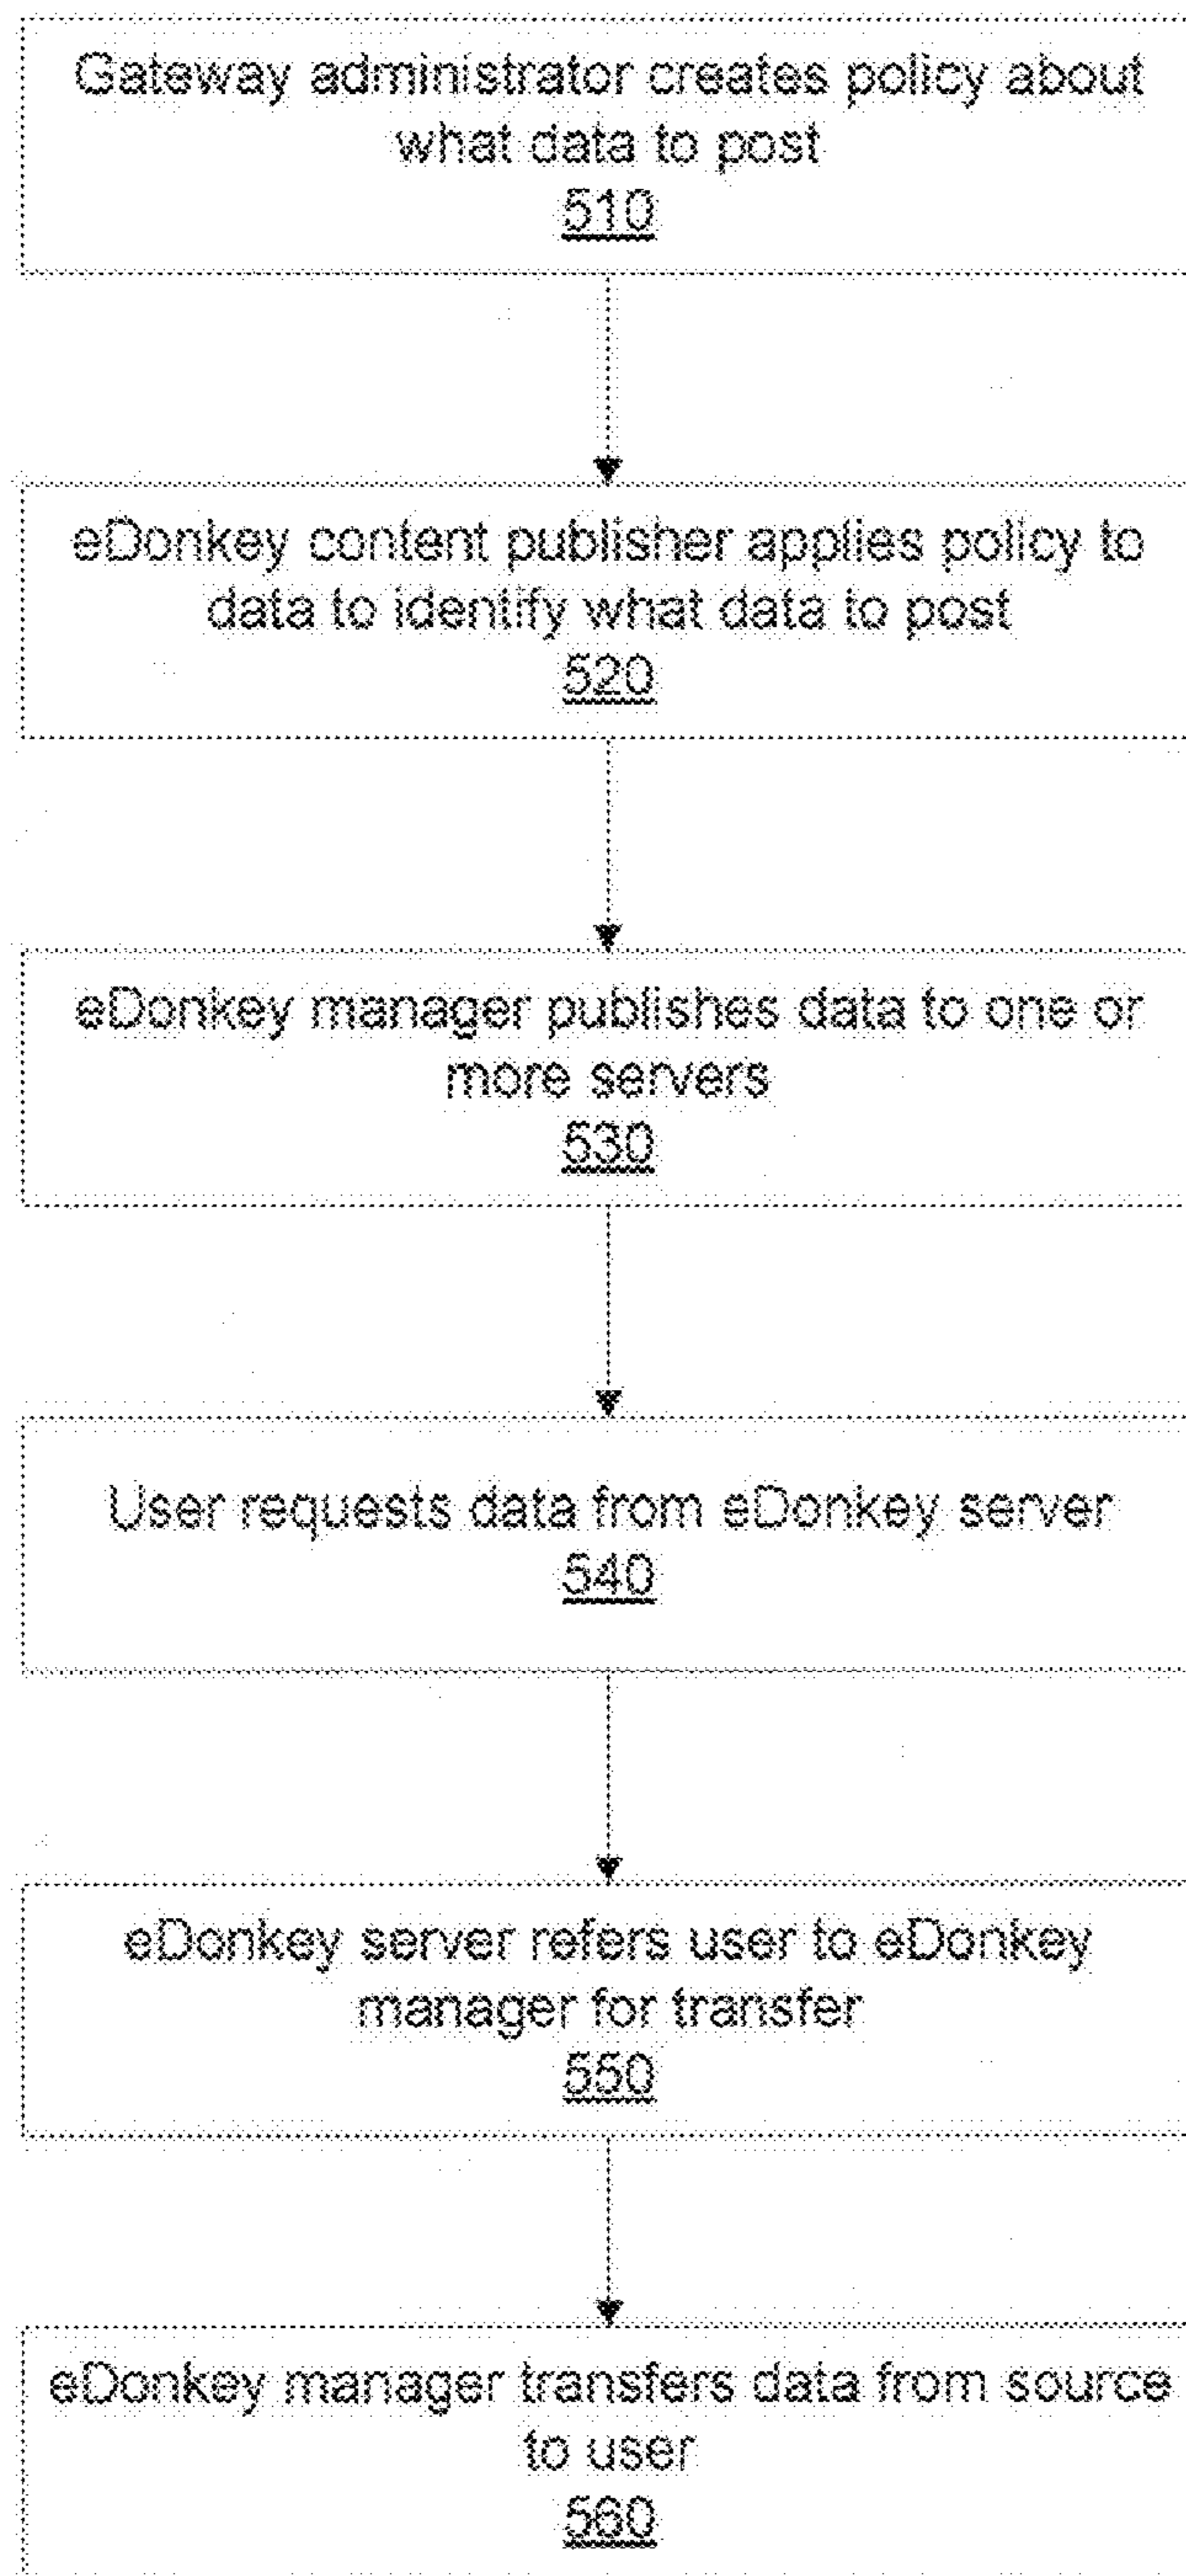 Gateway administrator creates policy about
what data to post
510
eDonkey content publisher applies policy to
data to identify what data to post
520
eDonkey manager publishes data to one or
more servers
530
User requests data from eDonkey server
540
eDonkey server refers user to eDonkey
manager for transfer
550
eDonkey manager transfers data from source
to user
560